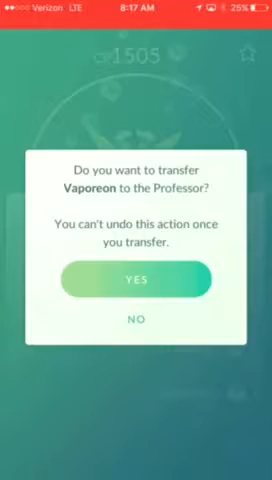 Verizon LTE 8:17 AM 25%
CP1505
Do you want to transfer
Vaporeon to the Professor?
You can't undo this action once
you transfer.
YES
NO